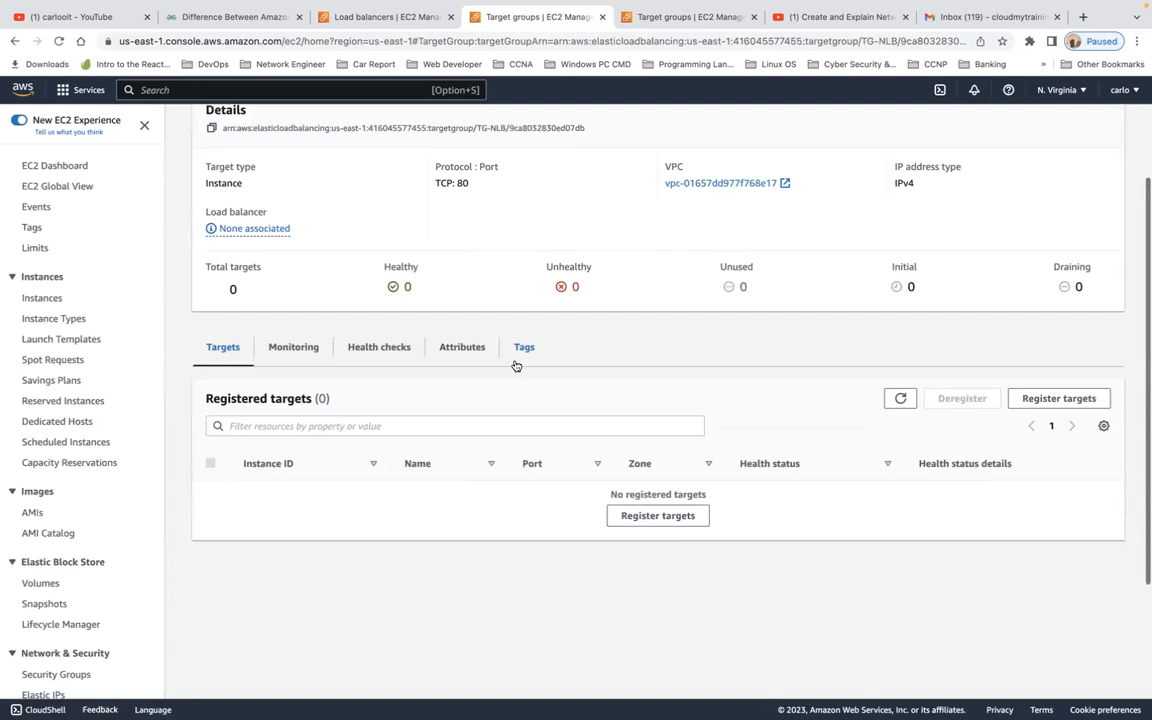 (1) carlooit - YouTube
Difference Between Amazo
Load balancers | EC2 Mana
Target groups | EC2 Manag
Target groups | EC2 Manage
(1) Create and Explain Netw
Inbox (119) - cloudmytrainin
us-east-1.console.aws.amazon.com/ec2/home?region=us-east-1#TargetGroup:targetGroupArn=arn:aws:elasticloadbalancing:us-east-1:416045577455:targetgroup/TG-NLB/9ca8032830...
Paused
Downloads
Intro to the React...
DevOps
Network Engineer
Car Report
Web Developer
CCNA
Windows PC CMD
Programming Lan...
Linux OS
Cyber Security &...
CCNP
Banking
»
Other Bookmarks
aws
Services
Search
[Option+S]
N. Virginia
carlo
New EC2 Experience
Tell us what you think
EC2 Dashboard
EC2 Global View
Events
Tags
Limits
Instances
Instances
Instance Types
Launch Templates
Spot Requests
Savings Plans
Reserved Instances
Dedicated Hosts
Scheduled Instances
Capacity Reservations
Images
AMIs
AMI Catalog
Elastic Block Store
Volumes
Snapshots
Lifecycle Manager
Network & Security
Security Groups
Elastic IPs
Details
arn:aws:elasticloadbalancing:us-east-1:416045577455:targetgroup/TG-NLB/9ca8032830ed07db
Target type
Instance
Protocol : Port
TCP: 80
VPC
vpc-01657dd977f768e17
IP address type
IPv4
Load balancer
None associated
Total targets
0
Healthy
0
Unhealthy
0
Unused
0
Initial
0
Draining
0
Targets
Monitoring
Health checks
Attributes
Tags
Registered targets (0)
Deregister
Register targets
Filter resources by property or value
1
Instance ID
Name
Port
Zone
Health status
Health status details
No registered targets
Register targets
CloudShell
Feedback
Language
© 2023, Amazon Web Services, Inc. or its affiliates.
Privacy
Terms
Cookie preferences